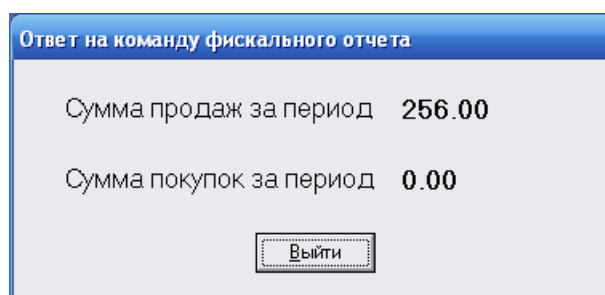 Ответ на команду фискального отчета
Сумма продаж за период 256.00
Сумма покупок за период 0.00
Выйти